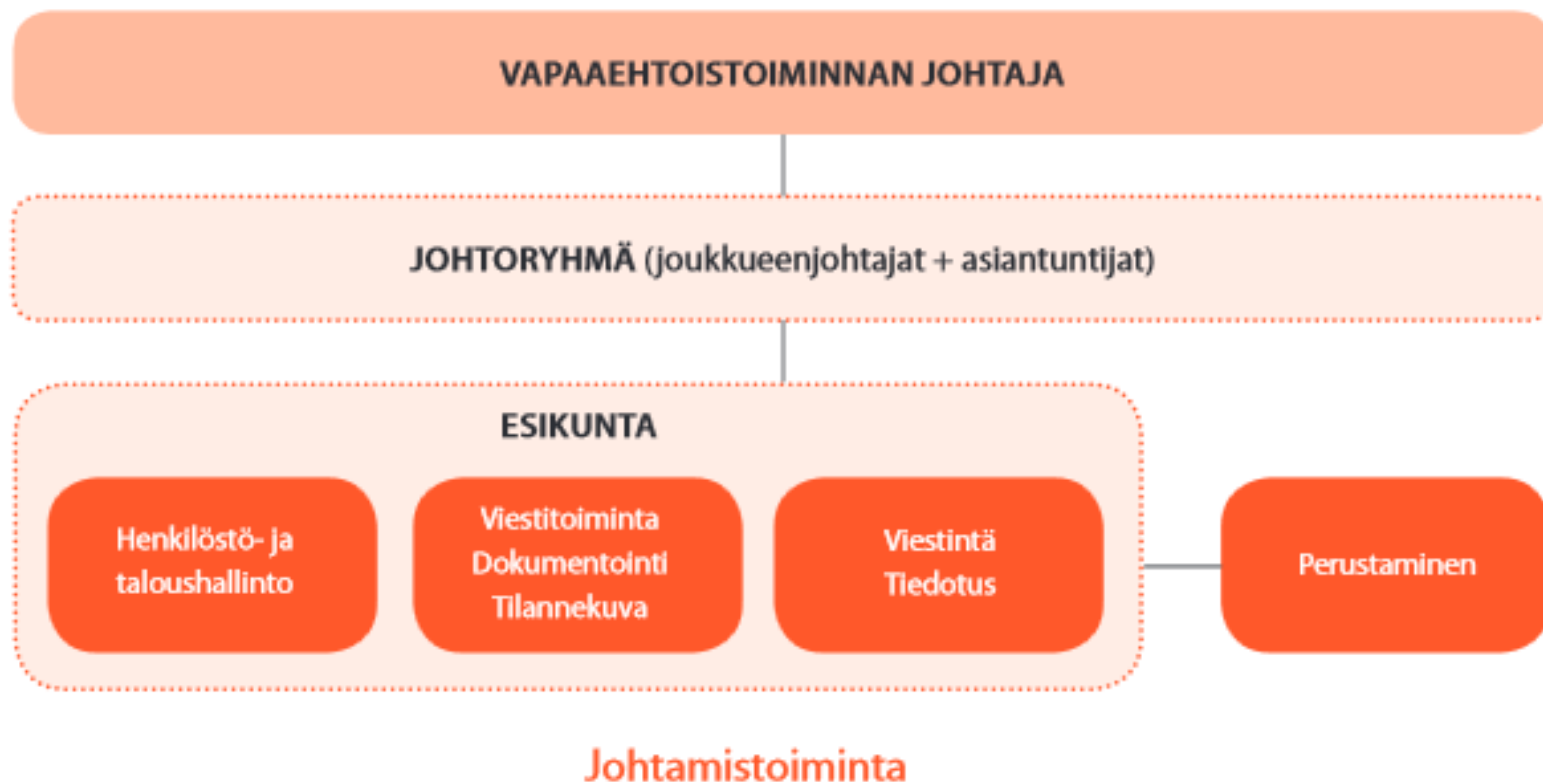 VAPAAEHTOISTOIMINNAN JOHTAJA
JOHTORYHMÄ (joukkueenjohtajat + asiantuntijat)
ESIKUNTA
Henkilöstö- ja
taloushallinto
Viestitoiminta
Dokumentointi
Tilannekuva
Viestintä
Tiedotus
Perustaminen
Johtamistoiminta